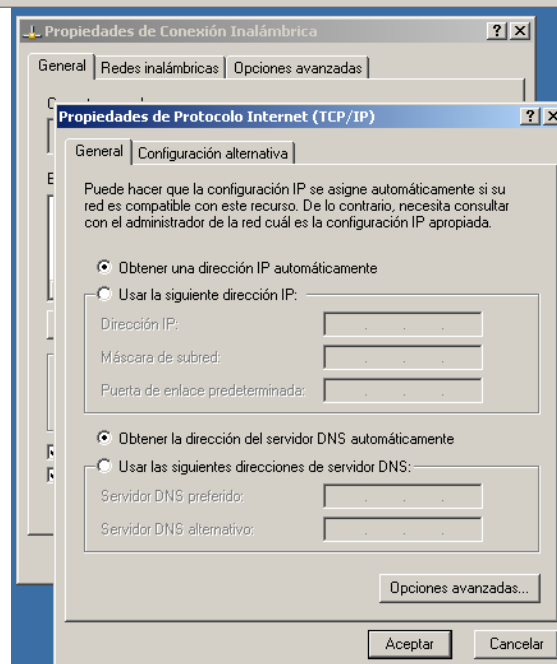 Propiedades de Conexión Inalámbrica
General Redes inalámbricas Opciones avanzadas
Propiedades de Protocolo Internet (TCP/IP)
General Configuración alternativa
Puede hacer que la configuración IP se asigne automáticamente si su
red es compatible con este recurso. De lo contrario, necesita consultar
con el administrador de la red cuál es la configuración IP apropiada.
Obtener una dirección IP automáticamente
Usar la siguiente dirección IP:
Dirección IP:
Máscara de subred:
Puerta de enlace predeterminada:
Obtener la dirección del servidor DNS automáticamente
Usar las siguientes direcciones de servidor DNS:
Servidor DNS preferido:
Servidor DNS alternativo:
Opciones avanzadas...
Aceptar Cancelar